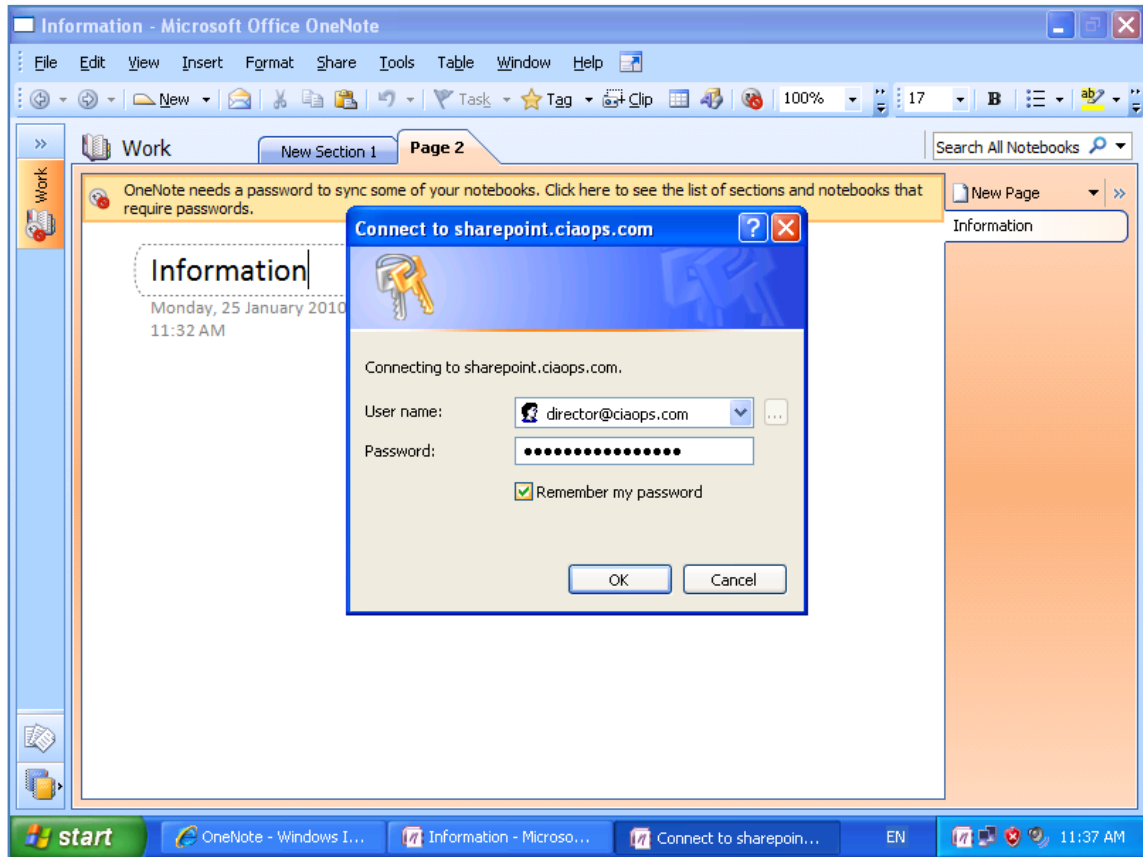 Information - Microsoft Office OneNote
File Edit View Insert Format Share Tools Table Window Help
New Task Tag Clip 100% 17 B ab
Work New Section 1 Page 2 Search All Notebooks
Work
OneNote needs a password to sync some of your notebooks. Click here to see the list of sections and notebooks that
require passwords.
New Page
Information
Connect to sharepoint.ciaops.com
Information
Monday, 25 January 2010
11:32 AM
Connecting to sharepoint.ciaops.com.
User name: director@ciaops.com ...
Password: ●●●●●●●●●●●●●●●●
Remember my password
OK Cancel
start OneNote - Windows I... Information - Microso... Connect to sharepoin... EN 11:37 AM